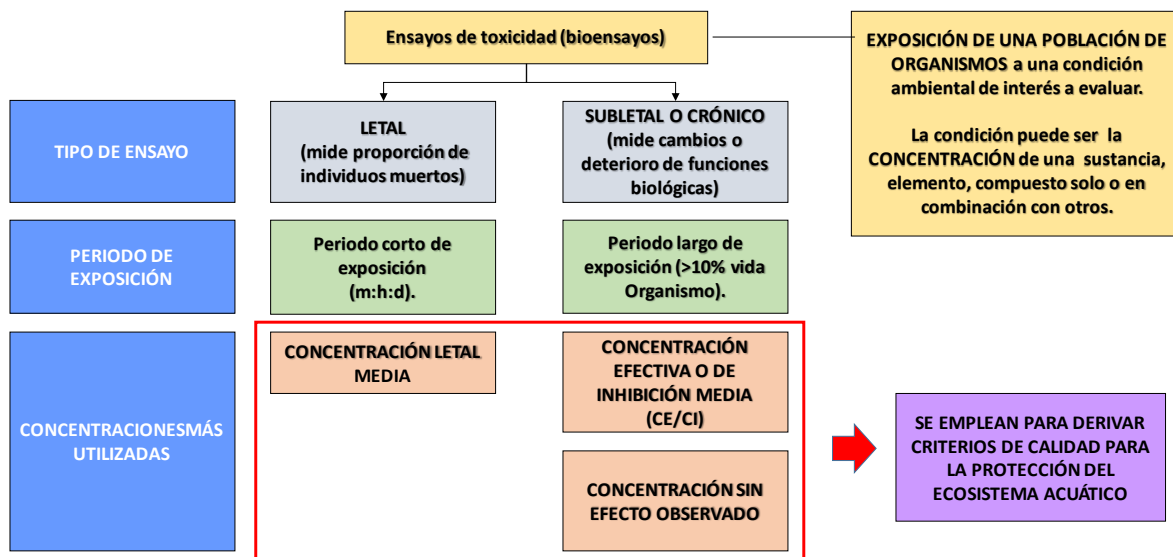 Ensayos de toxicidad (bioensayos)
EXPOSICIÓN DE UNA POBLACIÓN DE
ORGANISMOS a una condición
ambiental de interés a evaluar.
La condición puede ser la
CONCENTRACIÓN de una sustancia,
elemento, compuesto solo o en
combinación con otros.
TIPO DE ENSAYO
LETAL
(mide proporción de
individuos muertos)
SUBLETAL O CRÓNICO
(mide cambios o
deterioro de funciones
biológicas)
PERIODO DE
EXPOSICIÓN
Periodo corto de
exposición
(m:h:d).
Periodo largo de
exposición (>10% vida
Organismo).
CONCENTRACIONESMÁS
UTILIZADAS
CONCENTRACIÓN LETAL
MEDIA
CONCENTRACIÓN
EFECTIVA O DE
INHIBICIÓN MEDIA
(CE/CI)
CONCENTRACIÓN SIN
EFECTO OBSERVADO
SE EMPLEAN PARA DERIVAR
CRITERIOS DE CALIDAD PARA
LA PROTECCIÓN DEL
ECOSISTEMA ACUÁTICO